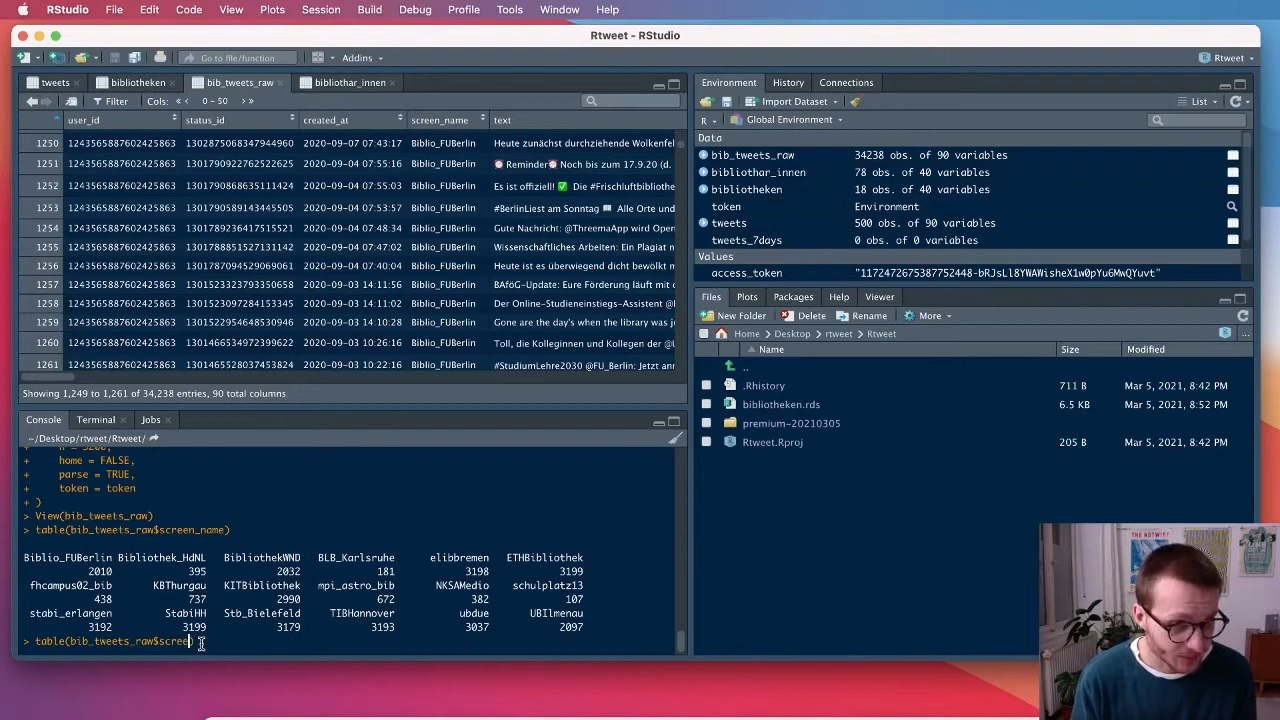 RStudio File Edit Code View Plots Session Build Debug Profile Tools Window Help
Rtweet - RStudio
Go to file/function Addins Rtweet
tweets bibliotheken bib_tweets_raw bibliothar_innen
Filter Cols: 0 - 50
user_id status_id created_at screen_name text
1250 1243565887602425863 1302875068347944960 2020-09-07 07:43:17 Biblio_FUBerlin Heute zunächst durchziehende Wolkenfel
1251 1243565887602425863 1301790922762522625 2020-09-04 07:55:16 Biblio_FUBerlin ⏰ Reminder⏰ Noch bis zum 17.9.20 (d.
1252 1243565887602425863 1301790868635111424 2020-09-04 07:55:03 Biblio_FUBerlin Es ist offiziell! ✅ Die #Frischluftbibliothe
1253 1243565887602425863 1301790589143445505 2020-09-04 07:53:57 Biblio_FUBerlin #BerlinLiest am Sonntag 📖 Alle Orte und
1254 1243565887602425863 1301789171417515521 2020-09-04 07:48:34 Biblio_FUBerlin Gute Nachricht: @ThreemaApp wird Open
1255 1243565887602425863 1301788851527131142 2020-09-04 07:47:02 Biblio_FUBerlin Wissenschaftliches Arbeiten: Ein Plagiat n
1256 1243565887602425863 1301787094529069061 2020-09-04 07:40:03 Biblio_FUBerlin Heute ist es überwiegend dicht bewölkt m
1257 1243565887602425863 1301523323793350658 2020-09-03 14:11:56 Biblio_FUBerlin BAföG-Update: Eure Förderung läuft mit
1258 1243565887602425863 1301523097284153345 2020-09-03 14:11:02 Biblio_FUBerlin Der Online-Studieneinstiegs-Assistent @
1259 1243565887602425863 1301522954648530946 2020-09-03 14:10:28 Biblio_FUBerlin Gone are the day's when the library was ju
1260 1243565887602425863 1301466534972399622 2020-09-03 10:26:16 Biblio_FUBerlin Toll, die Kolleginnen und Kollegen der @U
1261 1243565887602425863 1301465528037453824 2020-09-03 10:22:16 Biblio_FUBerlin #StudiumLehre2030 @FU_Berlin: Jetzt anm
Showing 1,249 to 1,261 of 34,238 entries, 90 total columns
Console Terminal Jobs
~/Desktop/rtweet/Rtweet/
+ home = FALSE,
+ parse = TRUE,
+ token = token
+ )
> View(bib_tweets_raw)
> table(bib_tweets_raw$screen_name)
Biblio_FUBerlin Bibliothek_HdNL BibliothekWND BLB_Karlsruhe elibbremen ETHBibliothek
2010 395 2032 181 3198 3199
fhcampus02_bib KBThurgau KITBibliothek mpi_astro_bib NKSAMedio schulplatz13
438 737 2990 672 382 107
stabi_erlangen StabiHH Stb_Bielefeld TIBHannover ubdue UBIlmenau
3192 3199 3179 3193 3037 2097
> table(bib_tweets_raw$scree)
Environment History Connections
Import Dataset List
R Global Environment
Data
bib_tweets_raw 34238 obs. of 90 variables
bibliothar_innen 78 obs. of 40 variables
bibliotheken 18 obs. of 40 variables
token Environment
tweets 500 obs. of 90 variables
tweets_7days 0 obs. of 0 variables
Values
access_token "1172472675387752448-bRJsLl8YWAWisheX1w0pYu6MwQYuvt"
Files Plots Packages Help Viewer
New Folder Delete Rename More
Home Desktop rtweet Rtweet
Name Size Modified
..
.Rhistory 711 B Mar 5, 2021, 8:42 PM
bibliotheken.rds 6.5 KB Mar 5, 2021, 8:52 PM
premium-20210305
Rtweet.Rproj 205 B Mar 5, 2021, 8:42 PM
THE NOTWIST